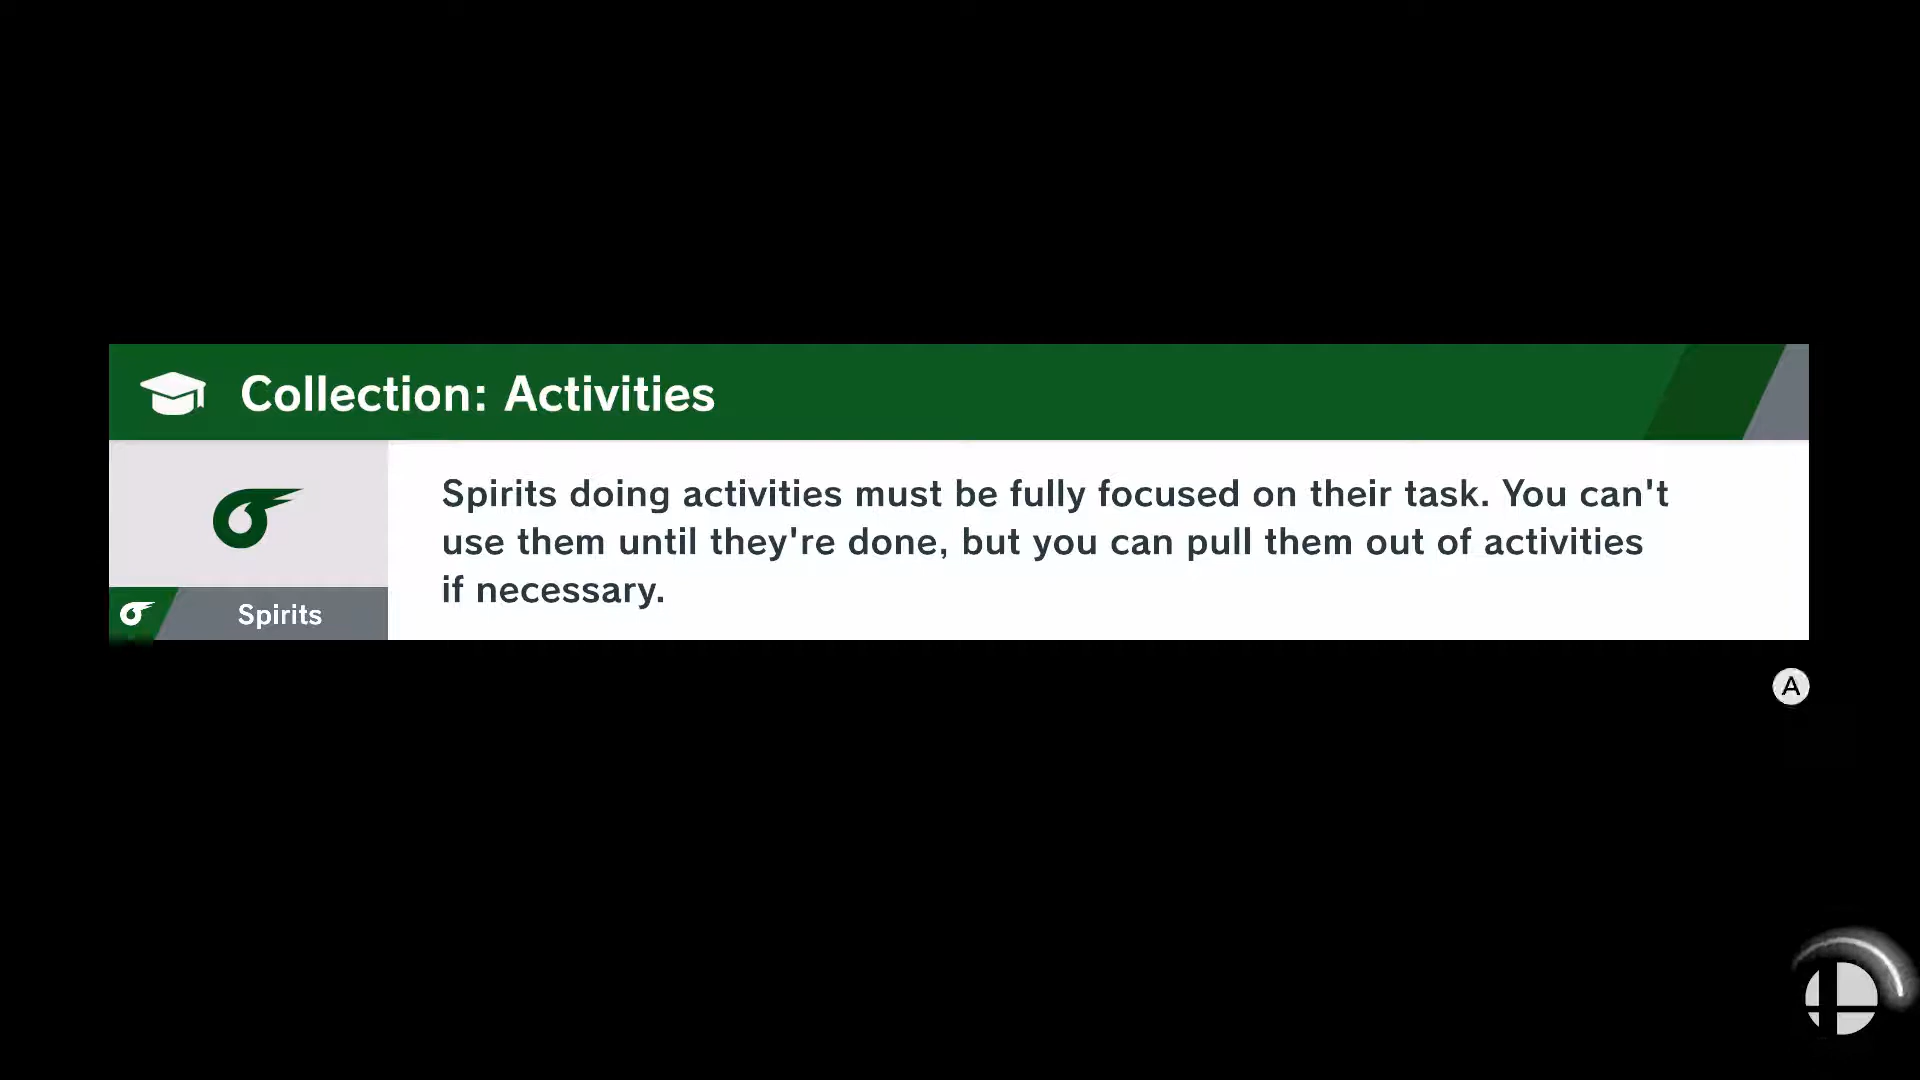 Collection: Activities
Spirits doing activities must be fully focused on their task. You can't
use them until they're done, but you can pull them out of activities
if necessary.
Spirits
A